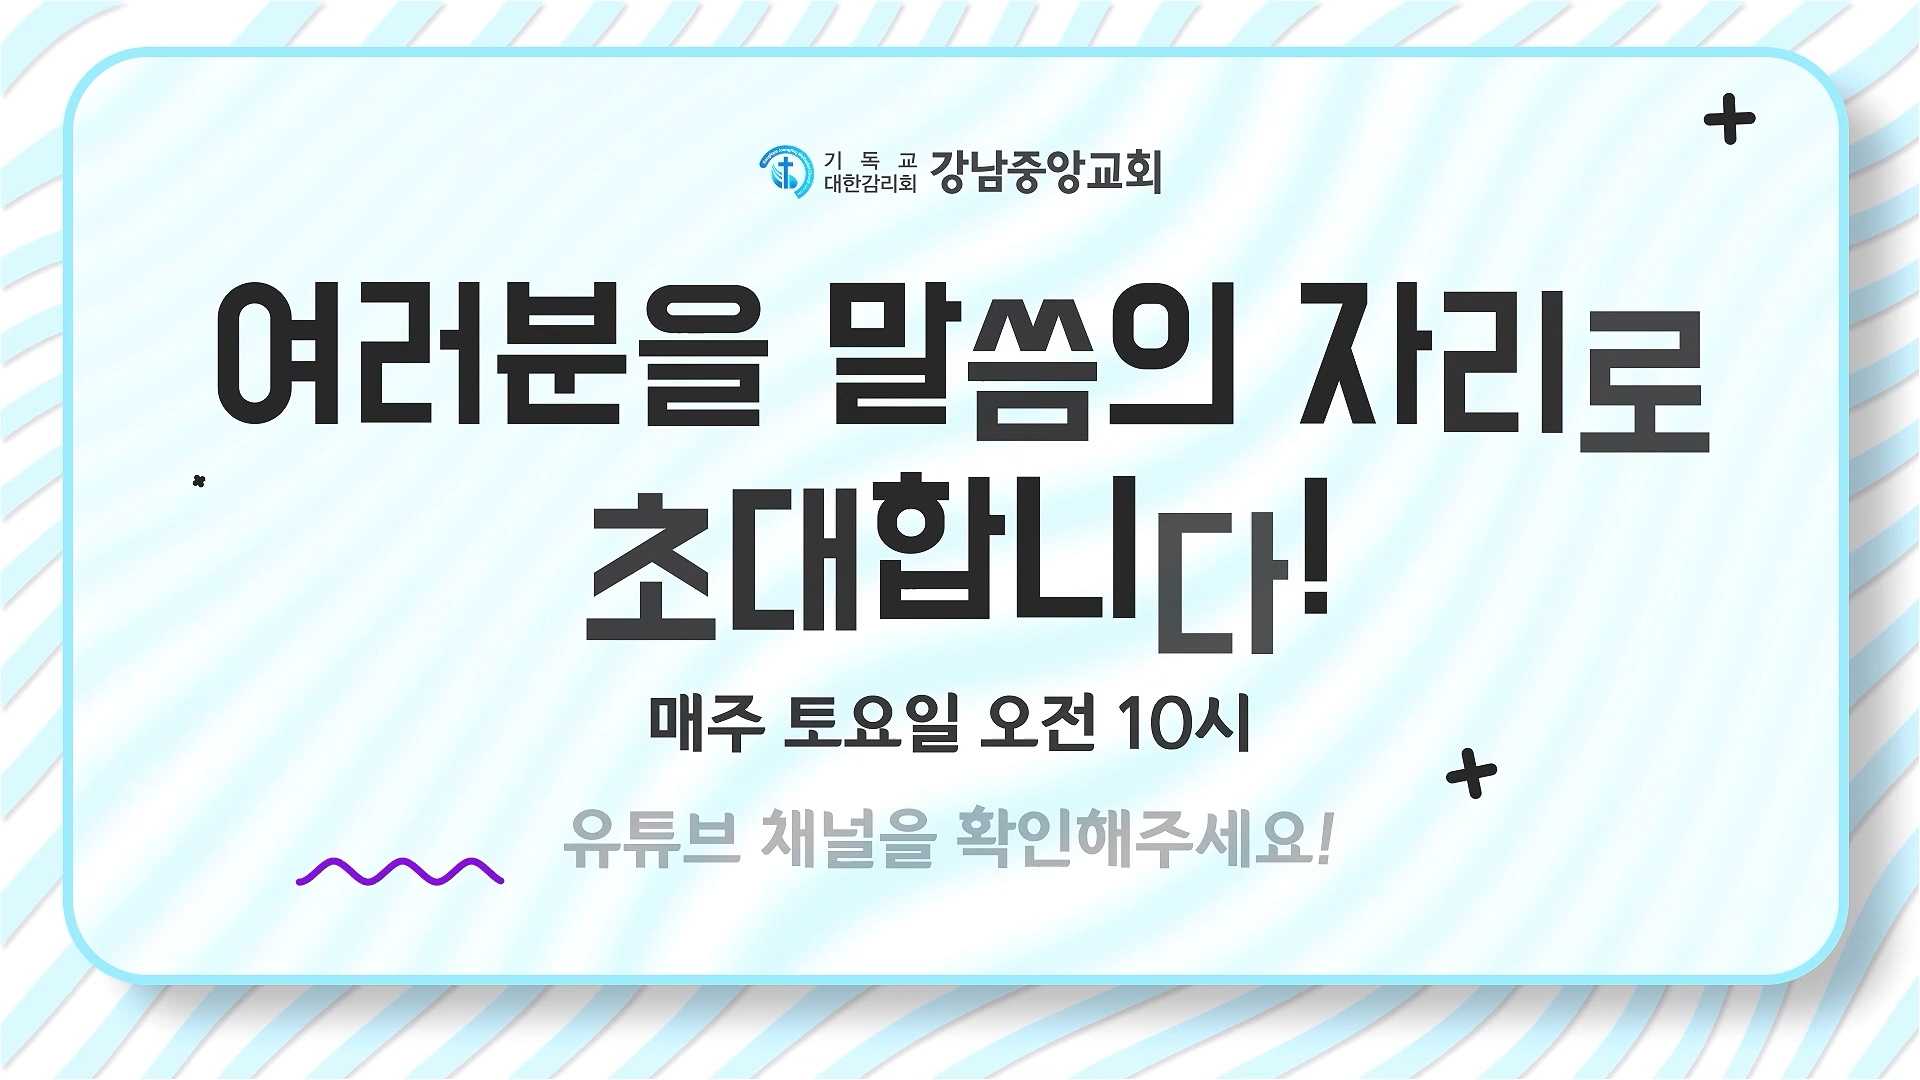 기독교
대한감리회 강남중앙교회
여러분을 말씀의 자리로
초대합니다!
매주 토요일 오전 10시
유튜브 채널을 확인해주세요!